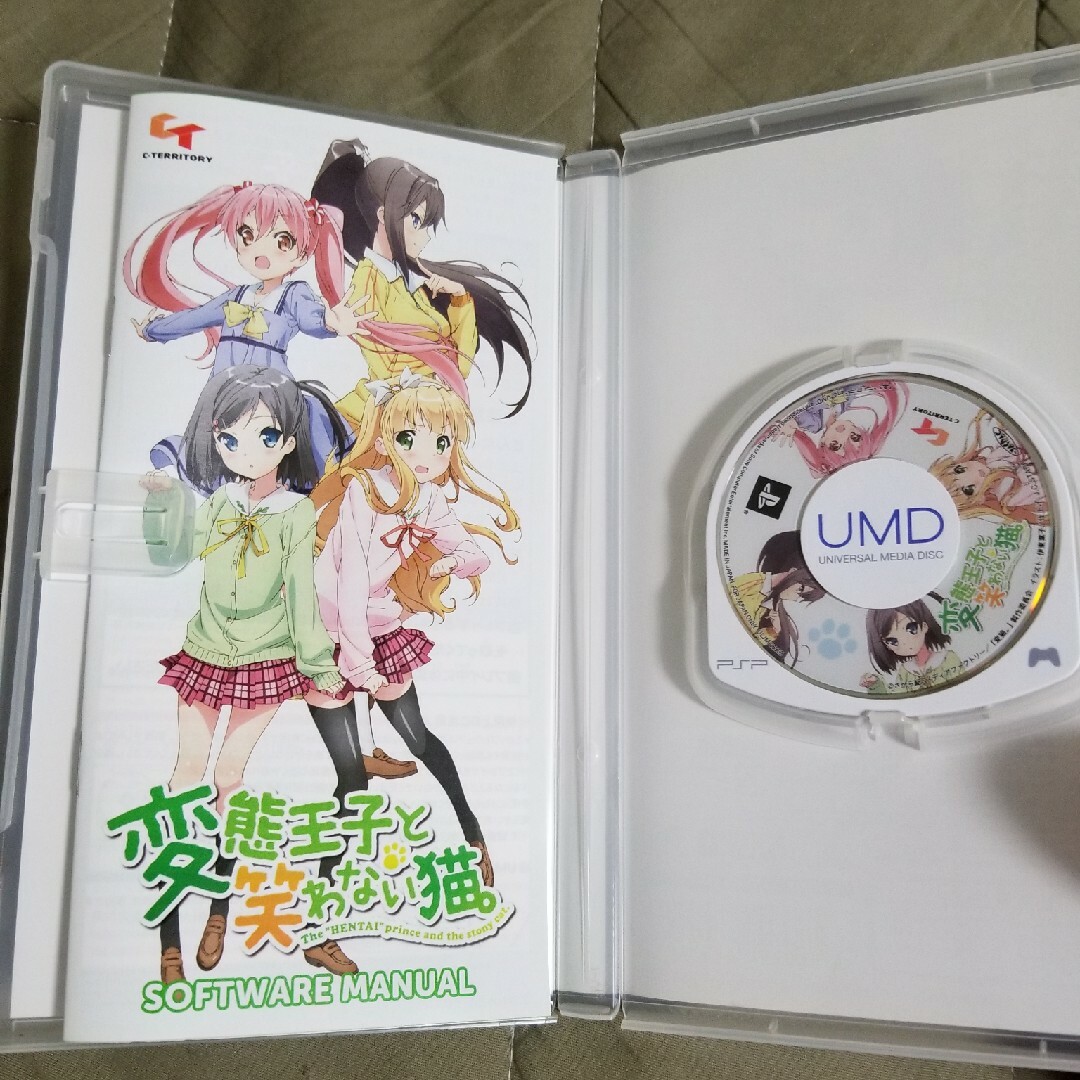 C-TERRITORY
変態王子と
笑わない猫。
The "HENTAI" prince and the stony cat.
SOFTWARE MANUAL
C-TERRITORY
UMD
UNIVERSAL MEDIA DISC
変態王子と
笑わない猫。
PSP